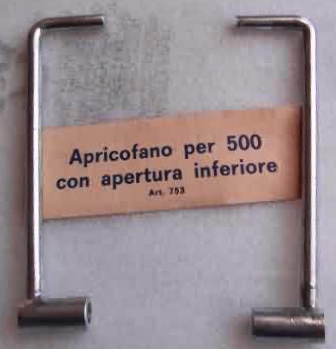 Apricofano per 500
con apertura inferiore
Art. 753